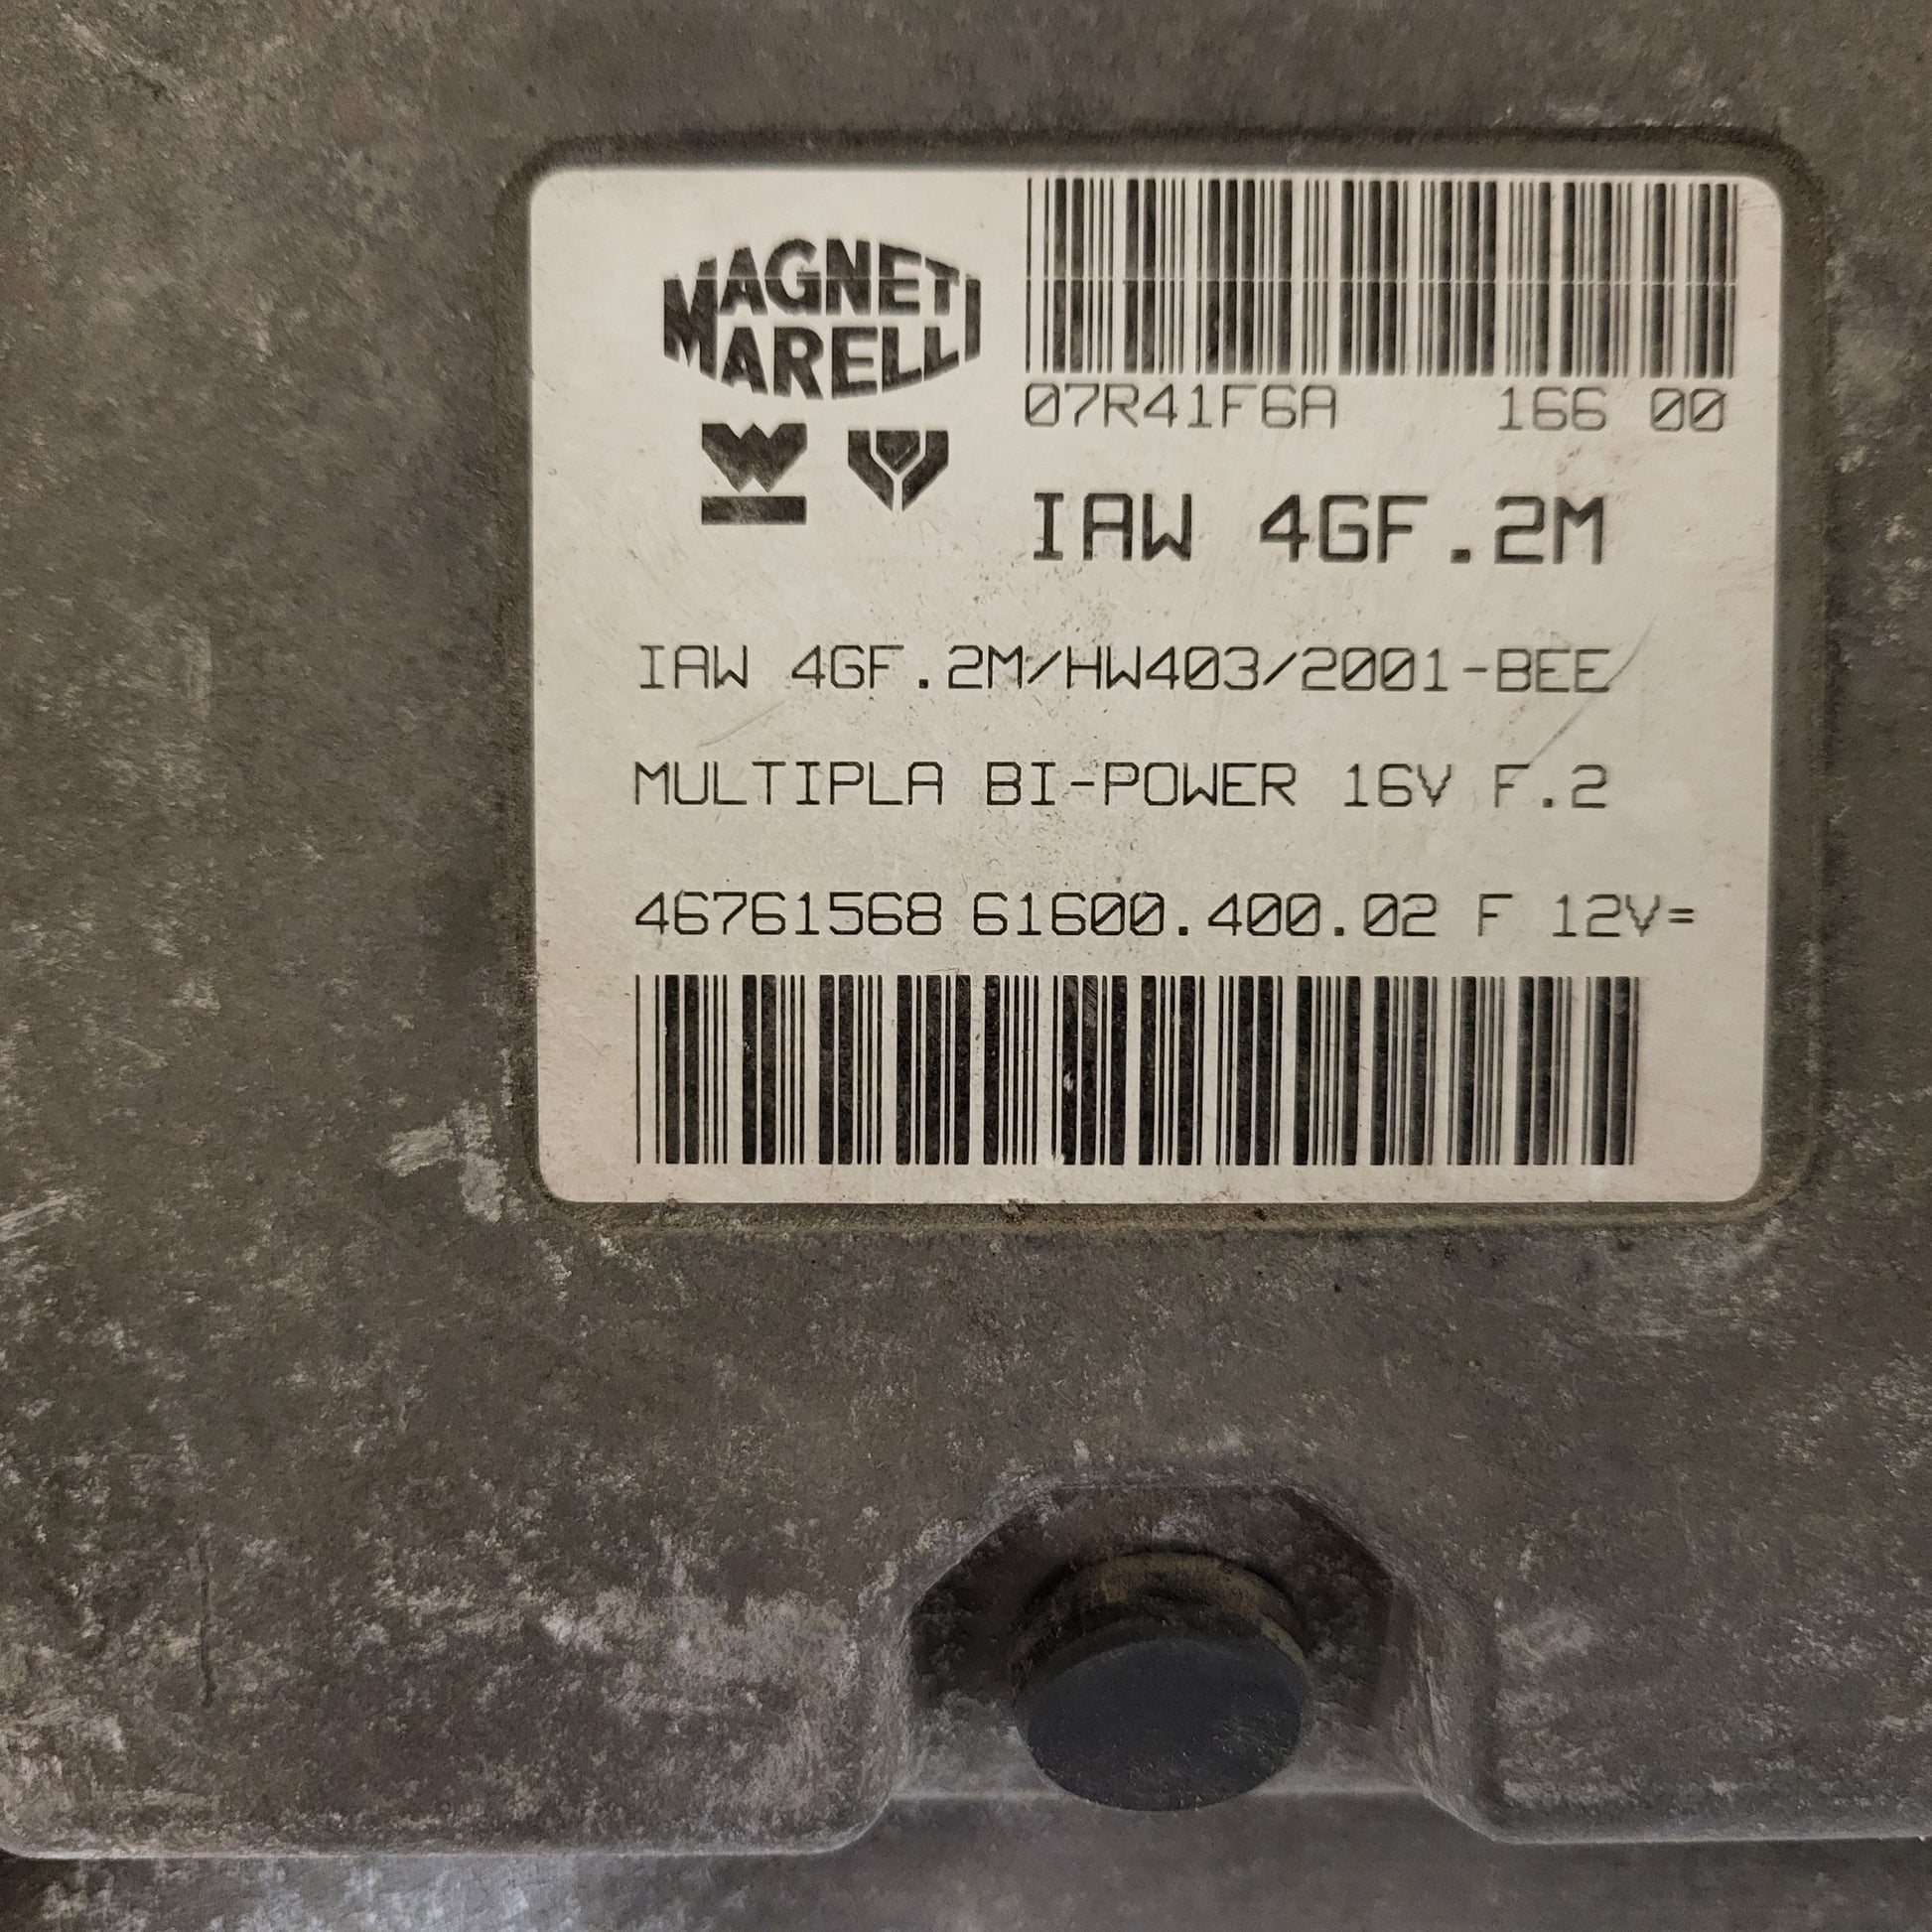 MAGNETI
MARELLI
07R41F6A 166 00
IAW 4GF.2M
IAW 4GF.2M/HW403/2001-BEE
MULTIPLA BI-POWER 16V F.2
46761568 61600.400.02 F 12V=